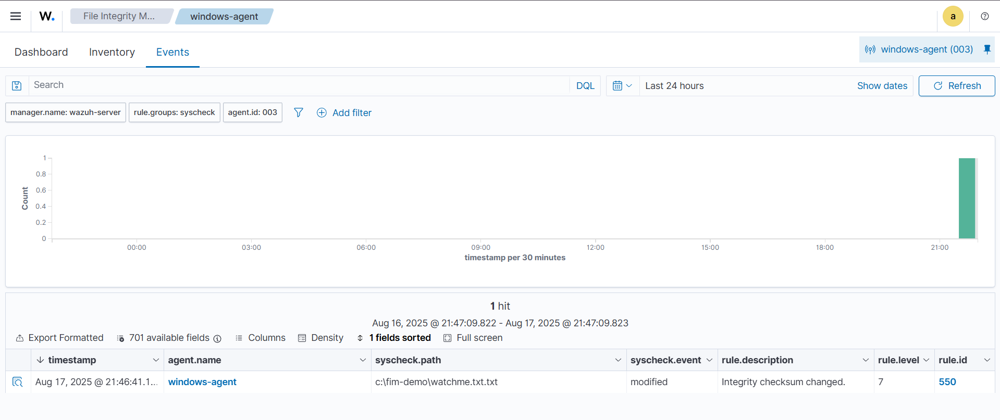 W.
File Integrity M...
windows-agent
a
Dashboard
Inventory
Events
windows-agent (003)
Search
DQL
Last 24 hours
Show dates
Refresh
manager.name: wazuh-server
rule.groups: syscheck
agent.id: 003
Add filter
1
0.8
0.6
0.4
0.2
0
Count
00:00
03:00
06:00
09:00
12:00
15:00
18:00
21:00
timestamp per 30 minutes
1 hit
Aug 16, 2025 @ 21:47:09.822 - Aug 17, 2025 @ 21:47:09.823
Export Formatted
701 available fields
Columns
Density
1 fields sorted
Full screen
timestamp
agent.name
syscheck.path
syscheck.event
rule.description
rule.level
rule.id
Aug 17, 2025 @ 21:46:41.1...
windows-agent
c:\fim-demo\watchme.txt.txt
modified
Integrity checksum changed.
7
550